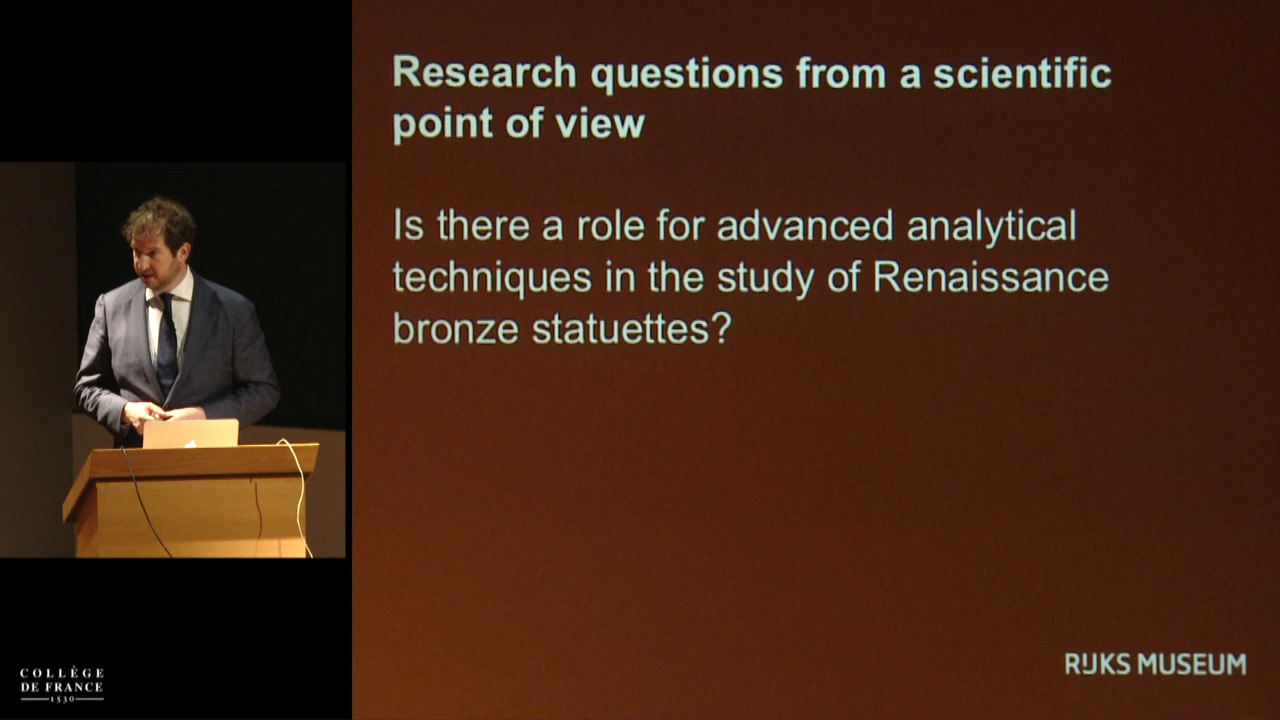 Research questions from a scientific
point of view
Is there a role for advanced analytical
techniques in the study of Renaissance
bronze statuettes?
RIJKS MUSEUM
COLLÈGE
DE FRANCE
1530